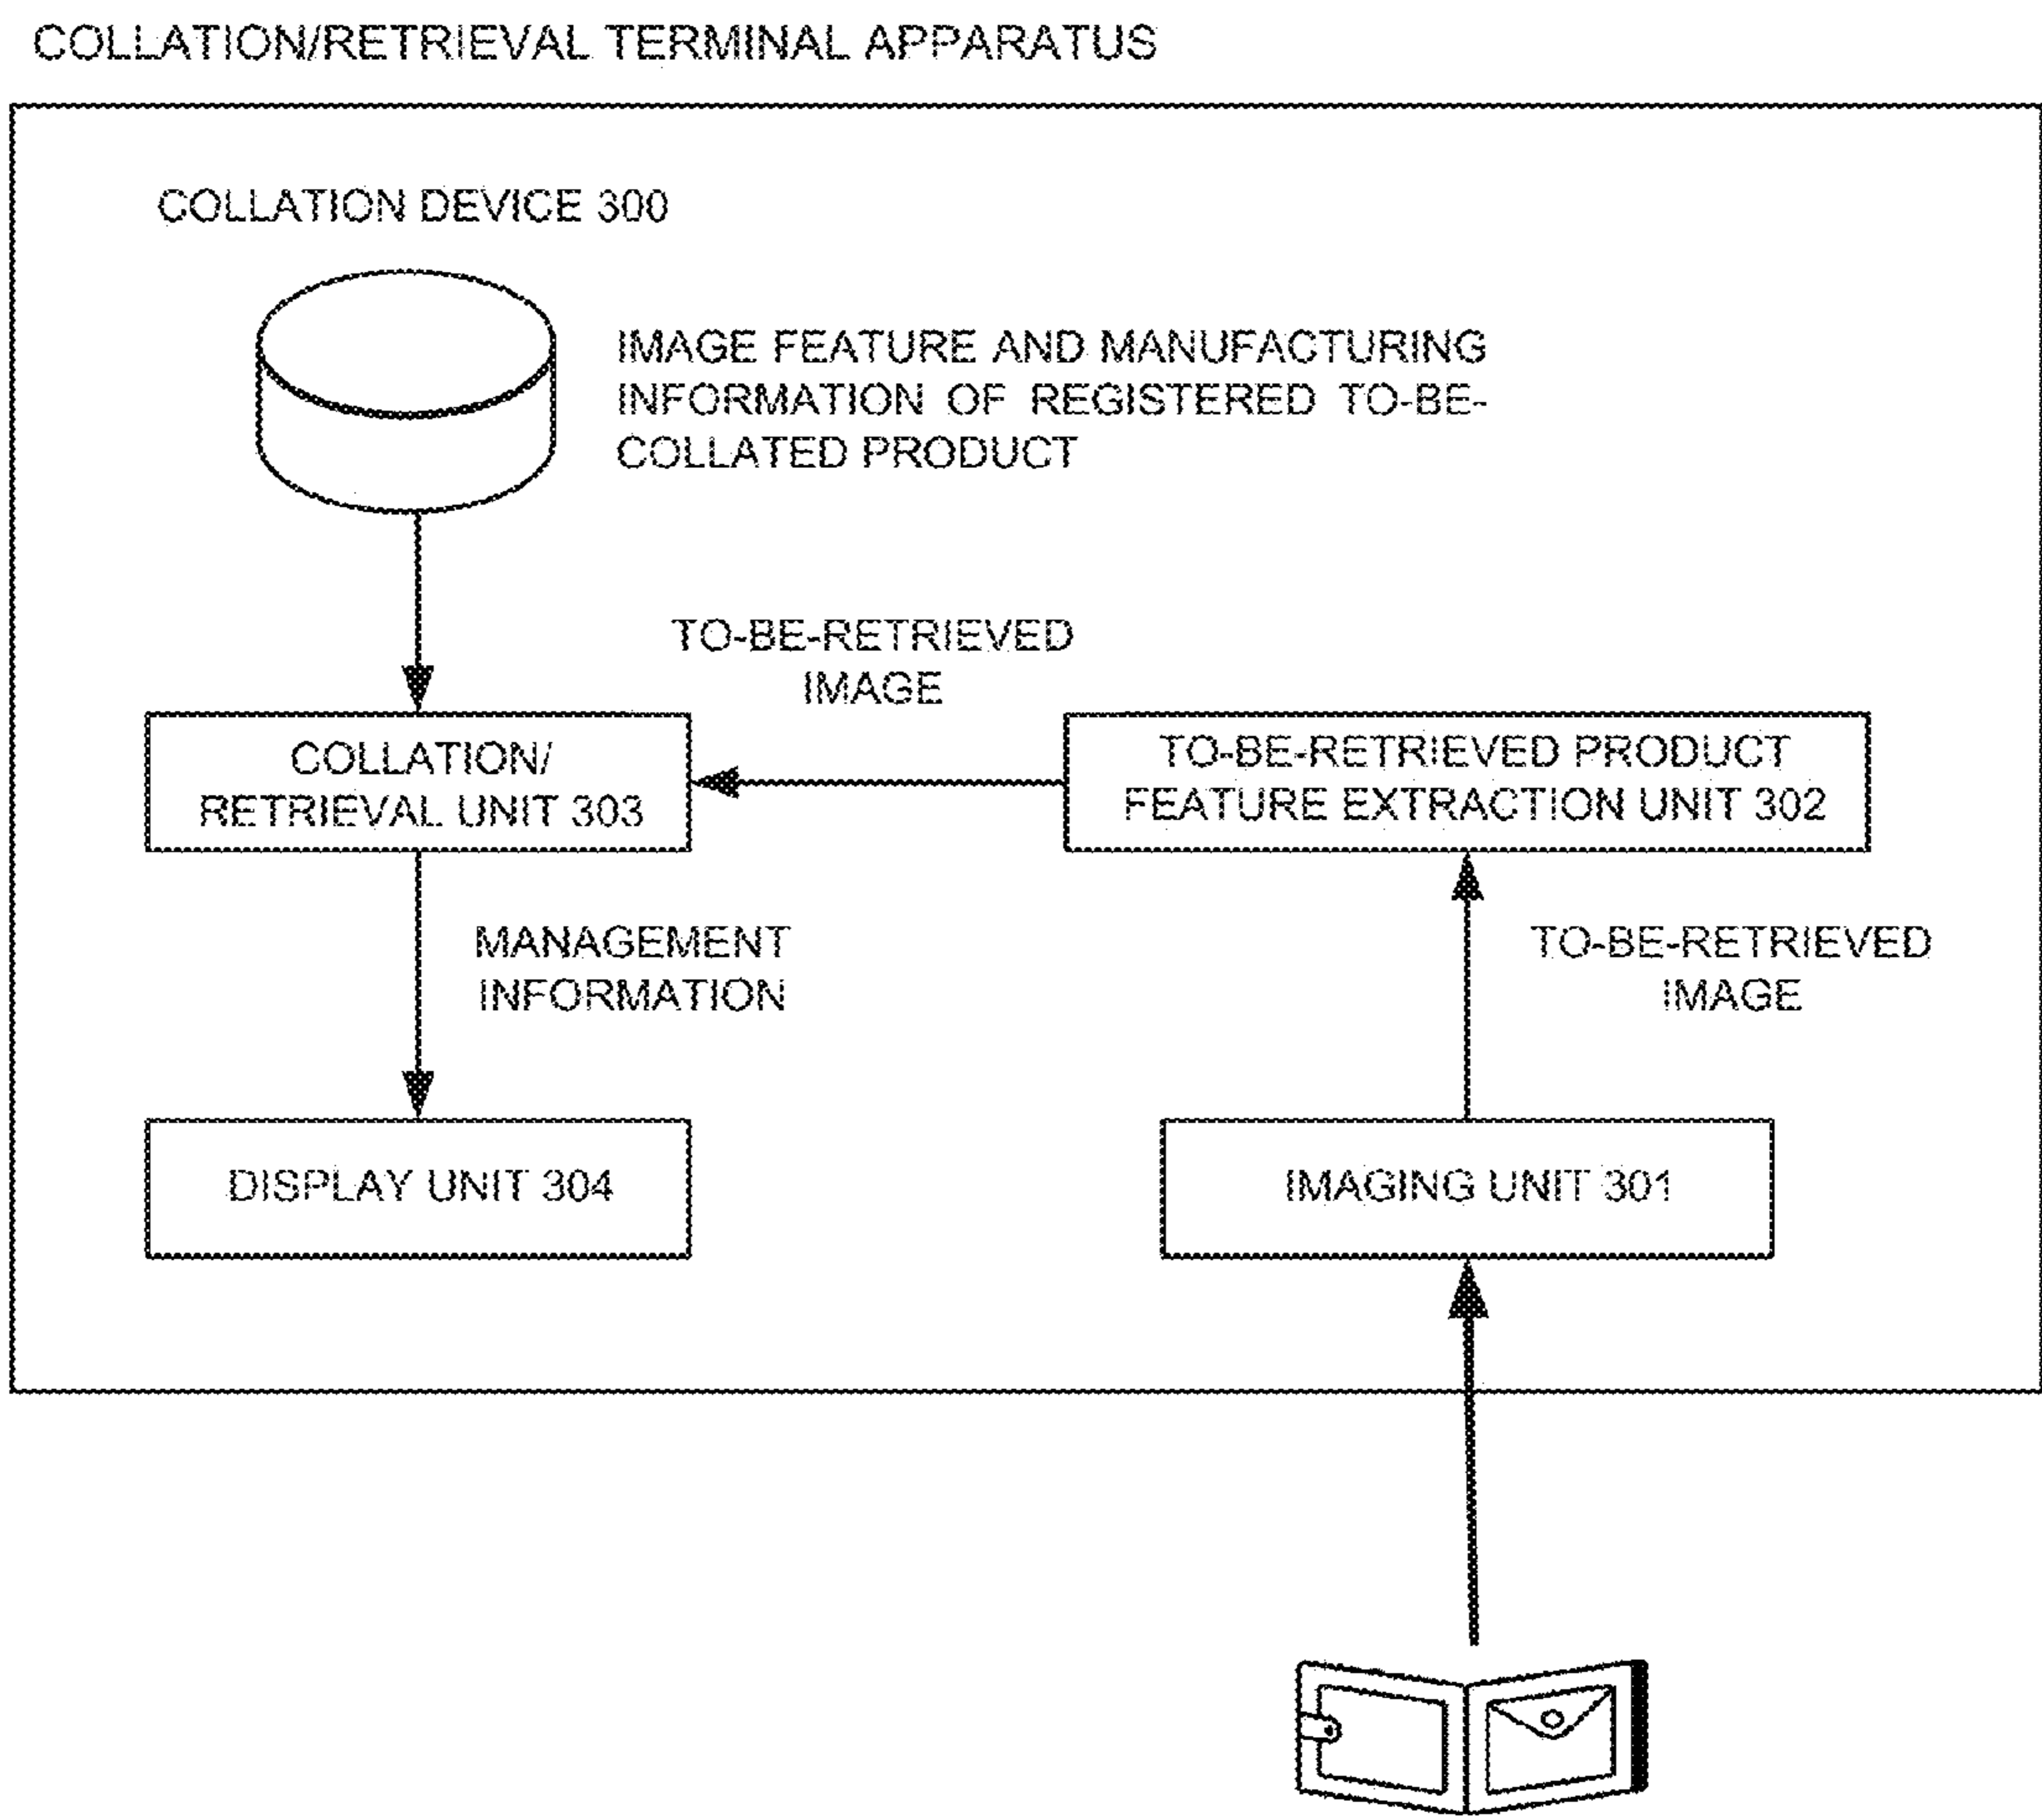 COLLATION/RETRIEVAL TERMINAL APPARATUS
COLLATION DEVICE 300
IMAGE FEATURE AND MANUFACTURING
INFORMATION OF REGISTERED TO-BE-
COLLATED PRODUCT
TO-BE-RETRIEVED
IMAGE
COLLATION/
RETRIEVAL UNIT 303
TO-BE-RETRIEVED PRODUCT
FEATURE EXTRACTION UNIT 302
MANAGEMENT
INFORMATION
TO-BE-RETRIEVED
IMAGE
DISPLAY UNIT 304
IMAGING UNIT 301